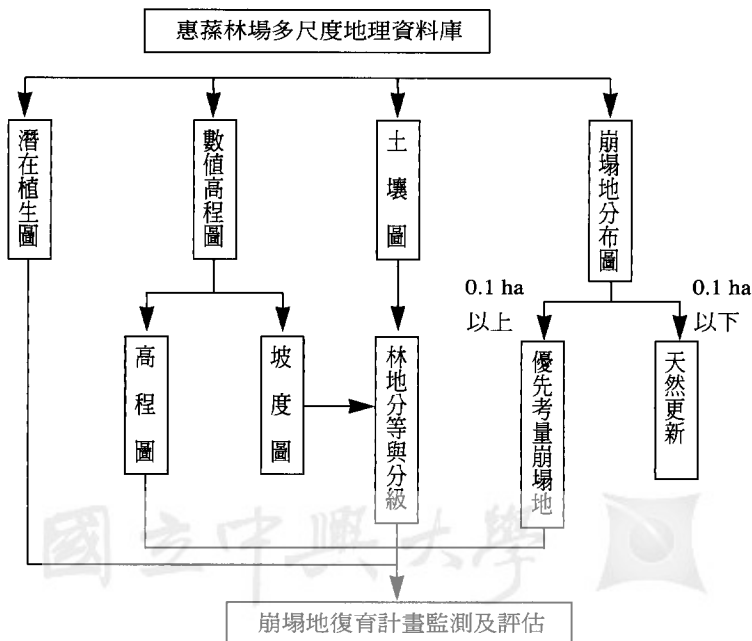 惠蓀林場多尺度地理資料庫
潛在植生圖
數值高程圖
土壤圖
崩塌地分布圖
0.1 ha
以上
0.1 ha
以下
高程圖
坡度圖
林地分等與分級
優先考量崩塌地
天然更新
國立中興大學
崩塌地復育計畫監測及評估